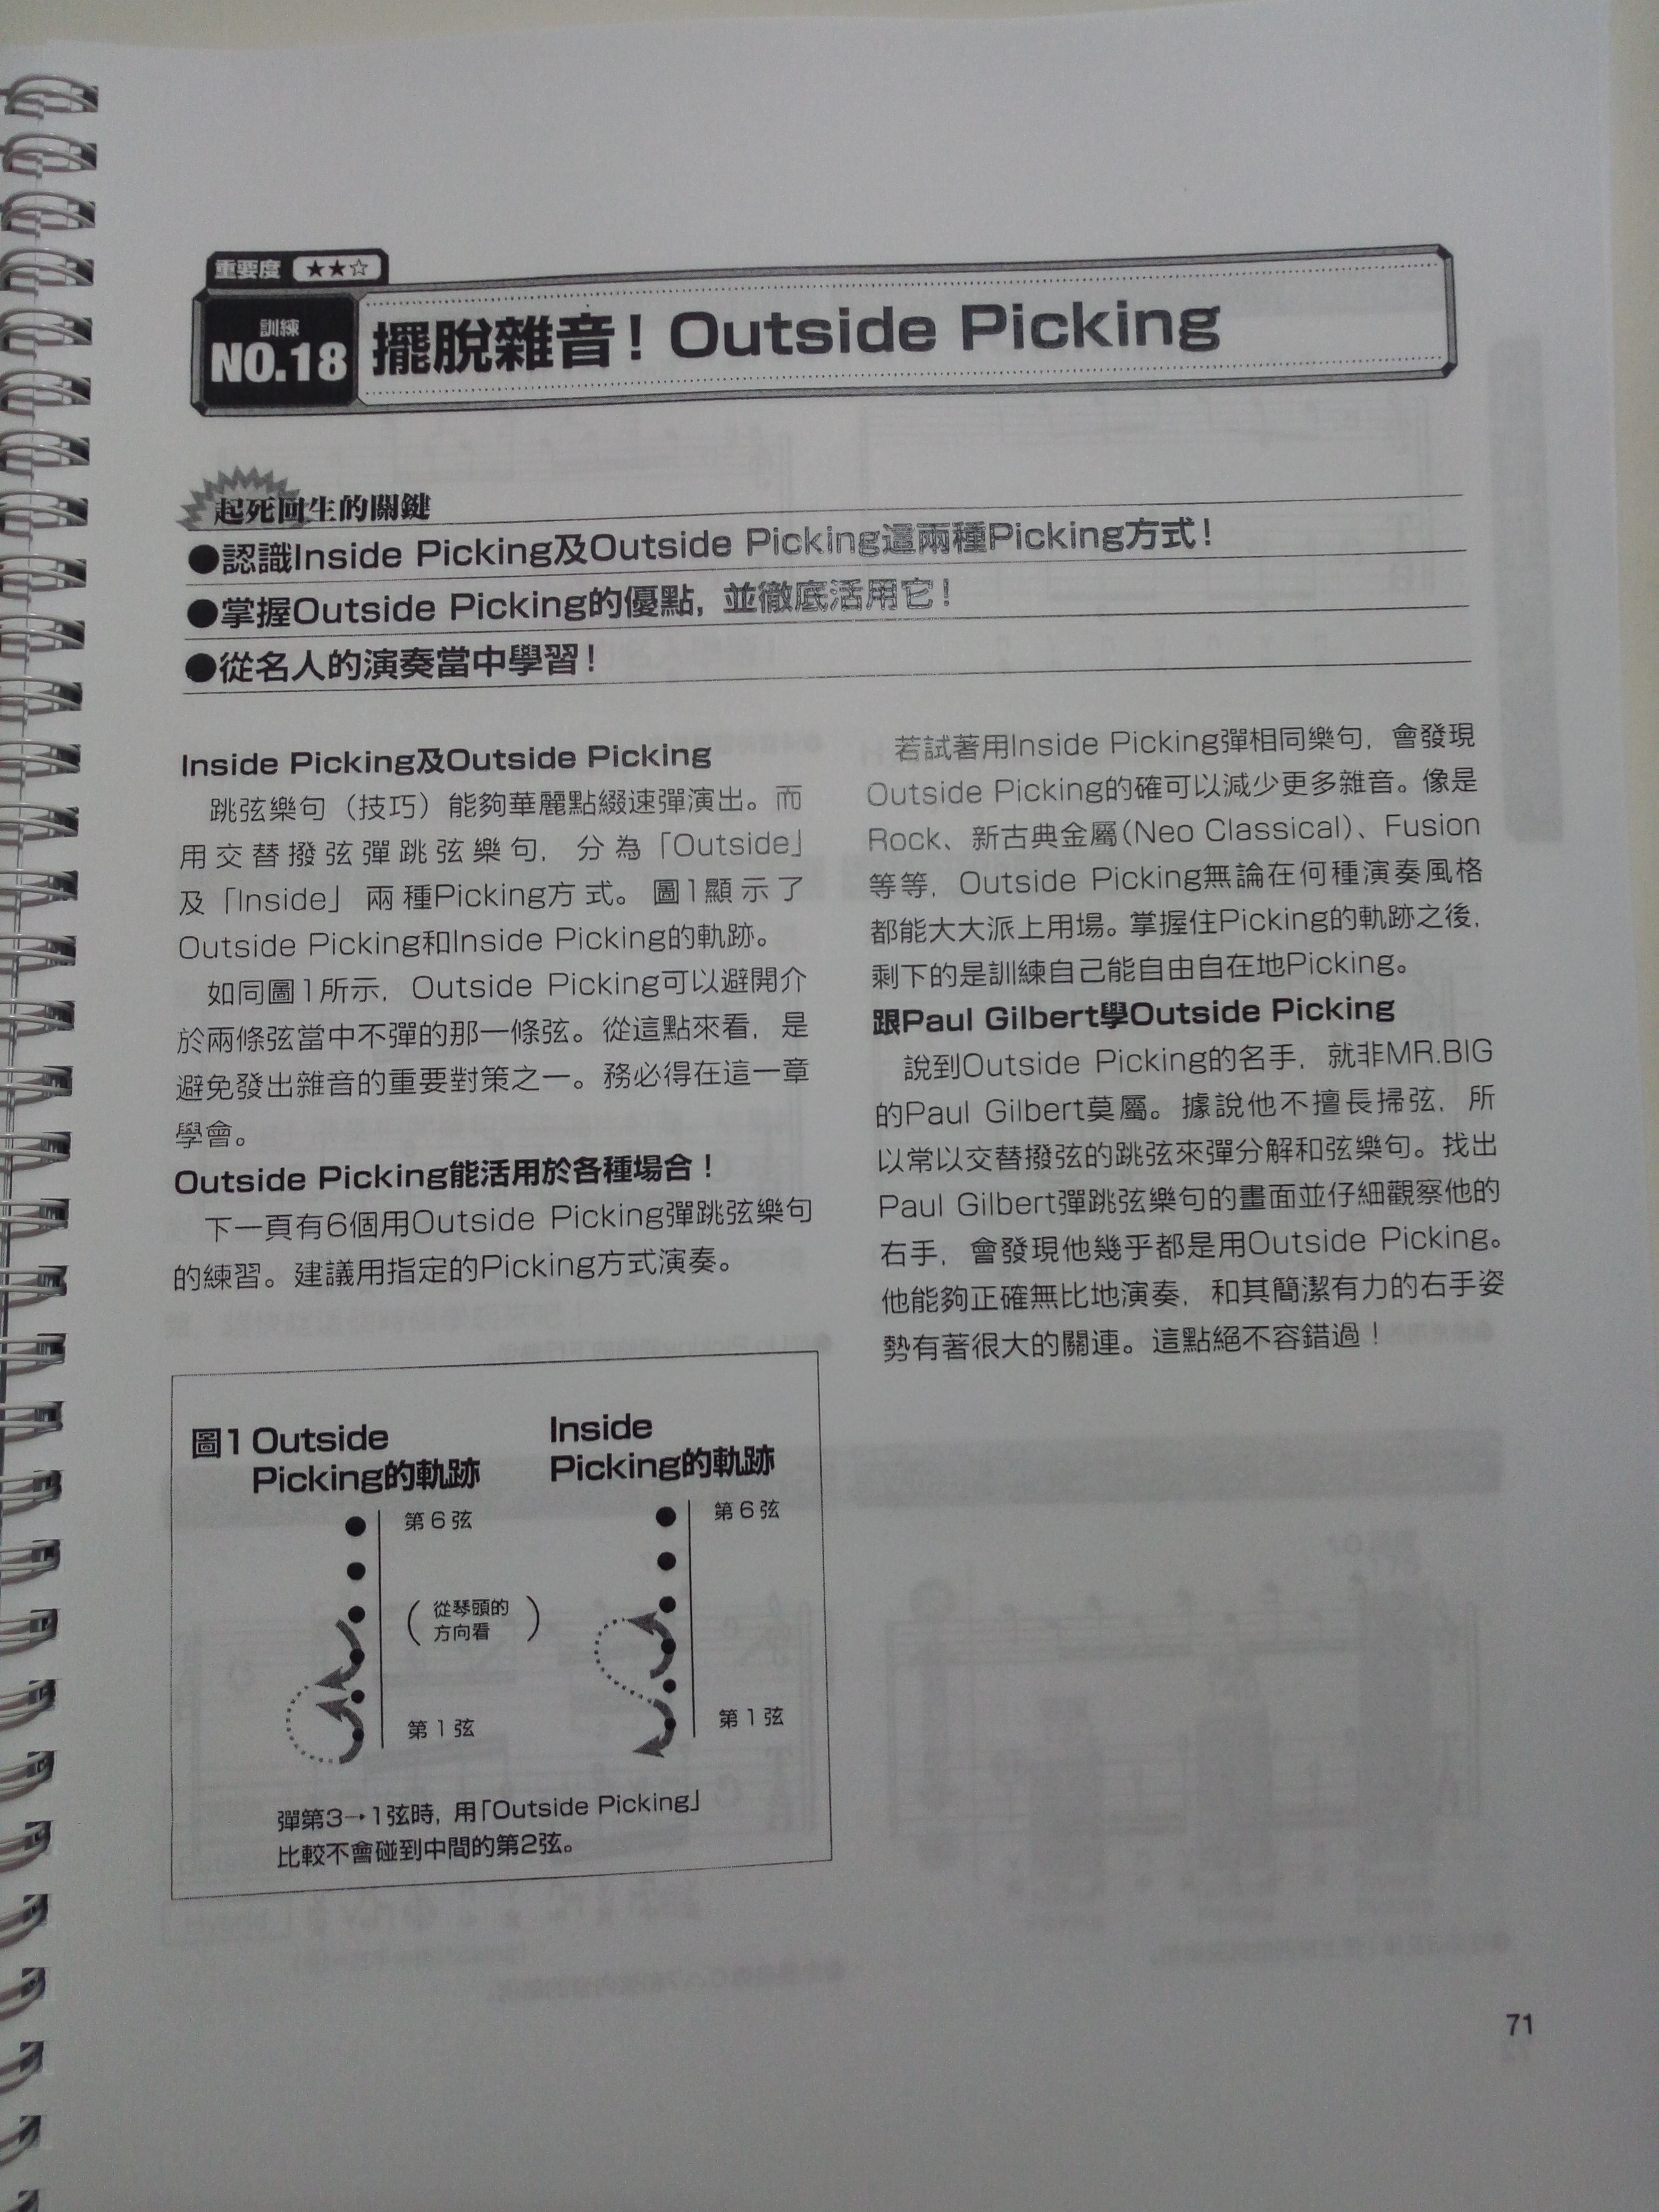 重要度 ★★☆
訓練
NO.18
擺脫雜音！Outside Picking
起死回生的關鍵
●認識Inside Picking及Outside Picking這兩種Picking方式！
●掌握Outside Picking的優點，並徹底活用它！
●從名人的演奏當中學習！
Inside Picking及Outside Picking
跳弦樂句（技巧）能夠華麗點綴速彈演出。而
用交替撥弦彈跳弦樂句，分為「Outside」
及「Inside」兩種Picking方式。圖1顯示了
Outside Picking和Inside Picking的軌跡。
如同圖1所示，Outside Picking可以避開介
於兩條弦當中不彈的那一條弦。從這點來看，是
避免發出雜音的重要對策之一。務必得在這一章
學會。
Outside Picking能活用於各種場合！
下一頁有6個用Outside Picking彈跳弦樂句
的練習。建議用指定的Picking方式演奏。
若試著用Inside Picking彈相同樂句，會發現
Outside Picking的確可以減少更多雜音。像是
Rock、新古典金屬(Neo Classical)、Fusion
等等，Outside Picking無論在何種演奏風格
都能大大派上用場。掌握住Picking的軌跡之後，
剩下的是訓練自己能自由自在地Picking。
跟Paul Gilbert學Outside Picking
說到Outside Picking的名手，就非MR.BIG
的Paul Gilbert莫屬。據說他不擅長掃弦，所
以常以交替撥弦的跳弦來彈分解和弦樂句。找出
Paul Gilbert彈跳弦樂句的畫面並仔細觀察他的
右手，會發現他幾乎都是用Outside Picking。
他能夠正確無比地演奏，和其簡潔有力的右手姿
勢有著很大的關連。這點絕不容錯過！
圖1 Outside
Picking的軌跡
第6弦
(從琴頭的
方向看)
第1弦
Inside
Picking的軌跡
第6弦
第1弦
彈第3→1弦時，用「Outside Picking」
比較不會碰到中間的第2弦。
71